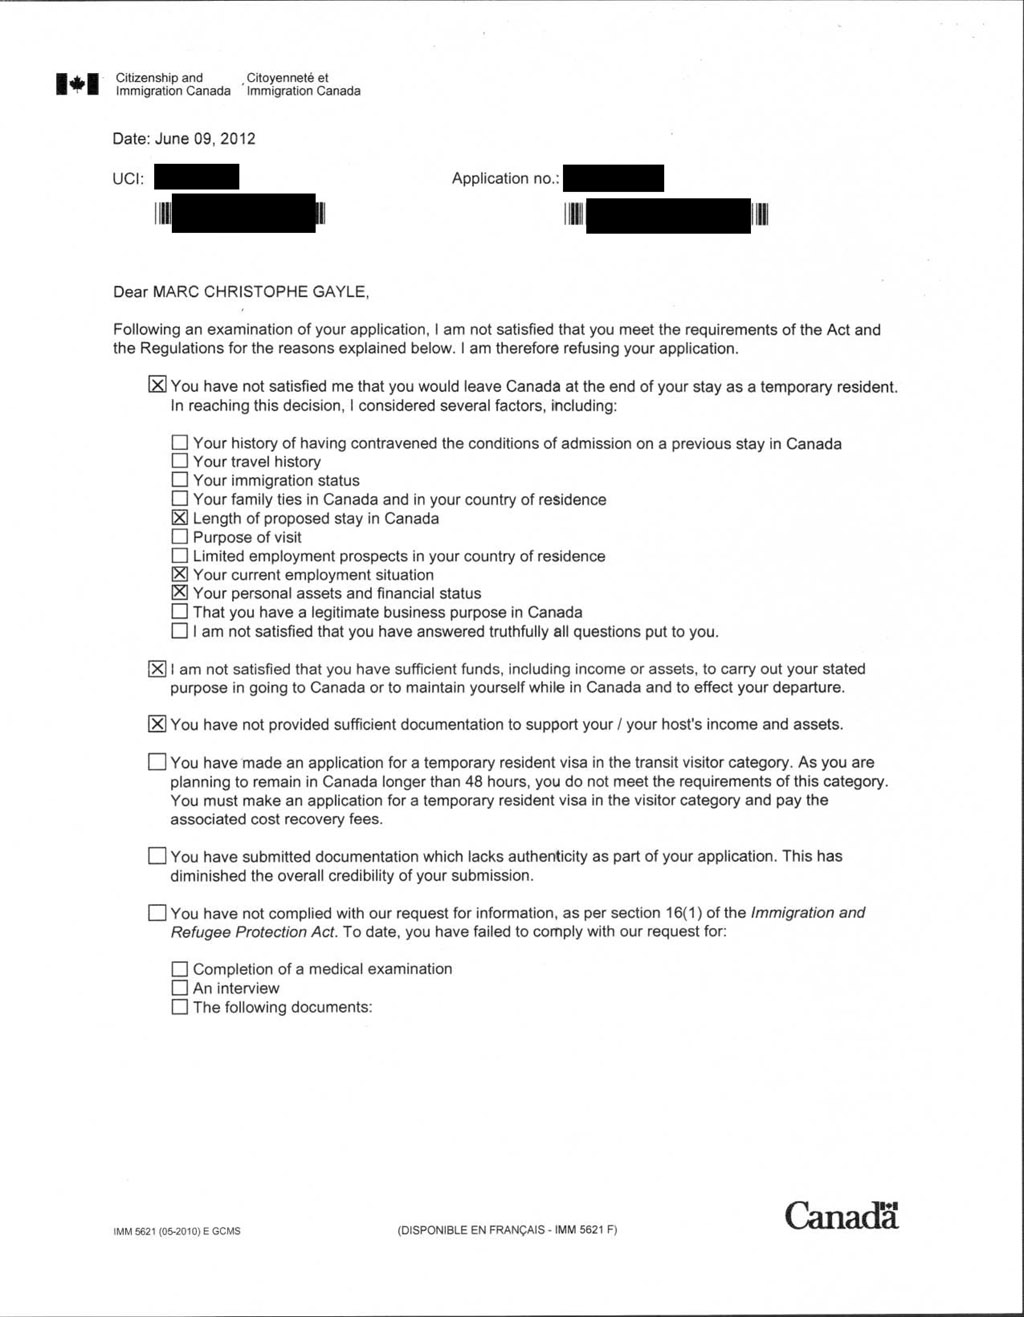 Citizenship and Citoyenneté et
Immigration Canada Immigration Canada
Date: June 09, 2012
UCI: Application no.:
Dear MARC CHRISTOPHE GAYLE,
Following an examination of your application, I am not satisfied that you meet the requirements of the Act and
the Regulations for the reasons explained below. I am therefore refusing your application.
☒ You have not satisfied me that you would leave Canada at the end of your stay as a temporary resident.
In reaching this decision, I considered several factors, including:
☐ Your history of having contravened the conditions of admission on a previous stay in Canada
☐ Your travel history
☐ Your immigration status
☐ Your family ties in Canada and in your country of residence
☒ Length of proposed stay in Canada
☐ Purpose of visit
☐ Limited employment prospects in your country of residence
☒ Your current employment situation
☒ Your personal assets and financial status
☐ That you have a legitimate business purpose in Canada
☐ I am not satisfied that you have answered truthfully all questions put to you.
☒ I am not satisfied that you have sufficient funds, including income or assets, to carry out your stated
purpose in going to Canada or to maintain yourself while in Canada and to effect your departure.
☒ You have not provided sufficient documentation to support your / your host's income and assets.
☐ You have made an application for a temporary resident visa in the transit visitor category. As you are
planning to remain in Canada longer than 48 hours, you do not meet the requirements of this category.
You must make an application for a temporary resident visa in the visitor category and pay the
associated cost recovery fees.
☐ You have submitted documentation which lacks authenticity as part of your application. This has
diminished the overall credibility of your submission.
☐ You have not complied with our request for information, as per section 16(1) of the Immigration and
Refugee Protection Act. To date, you have failed to comply with our request for:
☐ Completion of a medical examination
☐ An interview
☐ The following documents:
IMM 5621 (05-2010) E GCMS (DISPONIBLE EN FRANÇAIS - IMM 5621 F) Canada